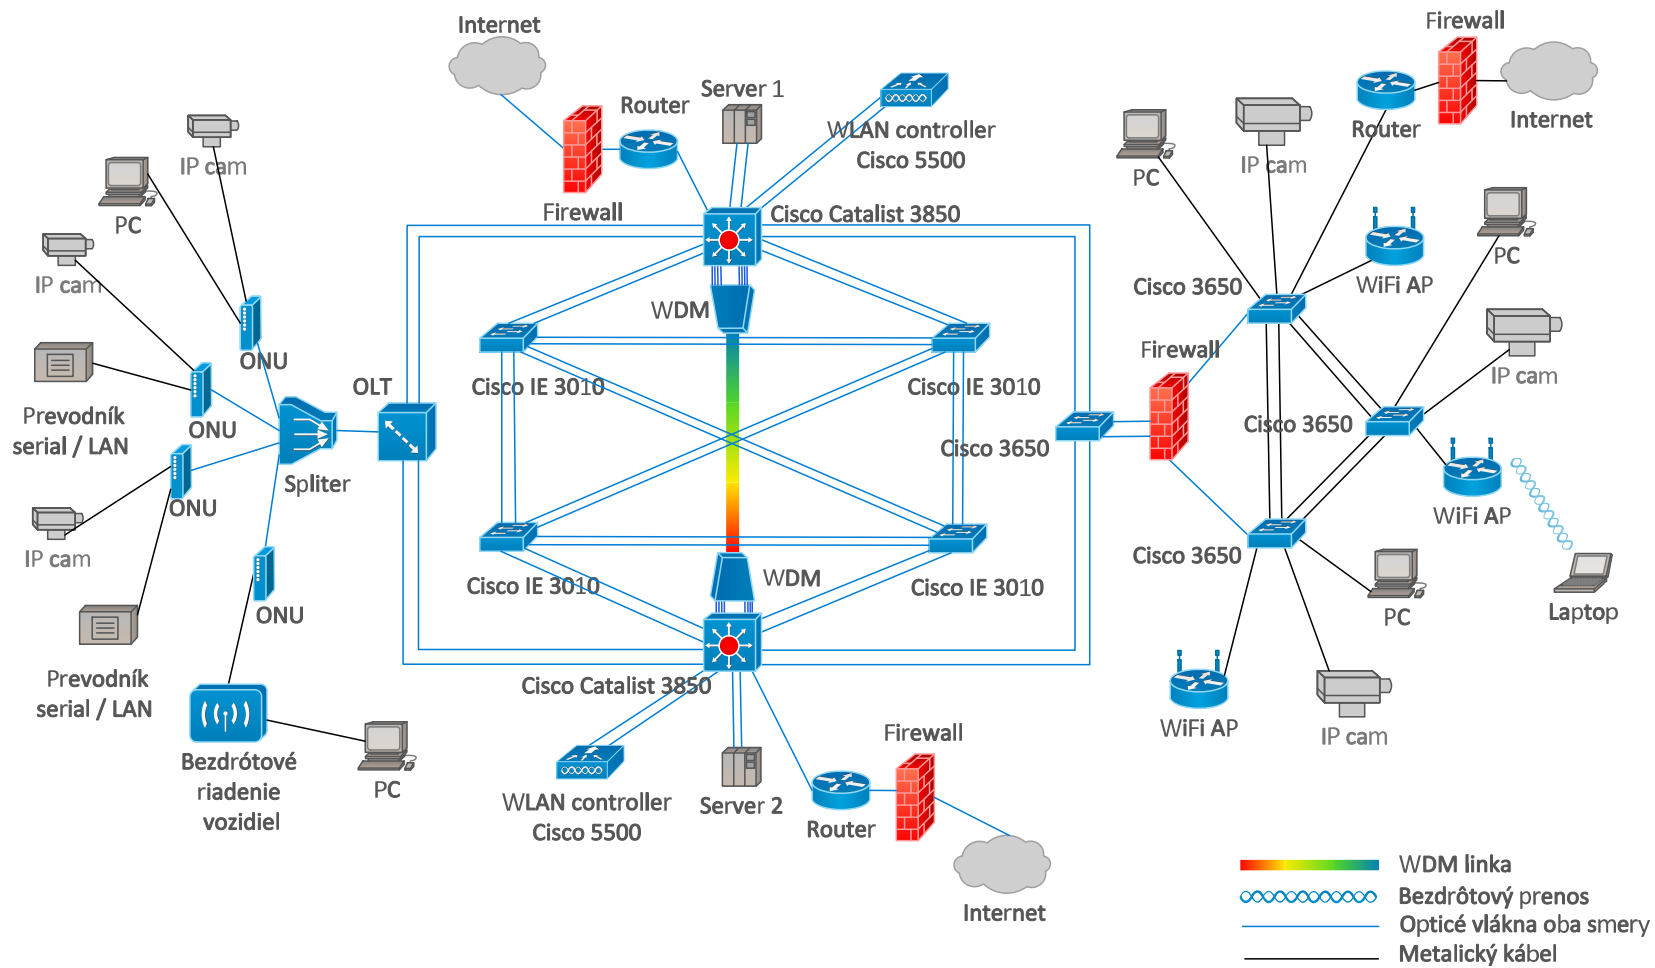 Internet
Firewall
Router
Server 1
WLAN controller
Cisco 5500
Firewall
Internet
Router
IP cam
PC
IP cam
PC
IP cam
Firewall
Cisco Catalist 3850
WiFi AP
PC
Cisco 3650
WDM
ONU
Cisco IE 3010
Cisco IE 3010
Firewall
IP cam
OLT
Prevodník
serial / LAN
ONU
Cisco 3650
Cisco 3650
Spliter
ONU
WiFi AP
IP cam
Cisco 3650
Cisco IE 3010
WDM
Cisco IE 3010
ONU
PC
Laptop
Prevodník
serial / LAN
Cisco Catalist 3850
WiFi AP
IP cam
Bezdrótové
riadenie
vozidiel
PC
Firewall
WLAN controller
Cisco 5500
Server 2
Router
Internet
WDM linka
Bezdrôtový prenos
Opticé vlákna oba smery
Metalický kábel